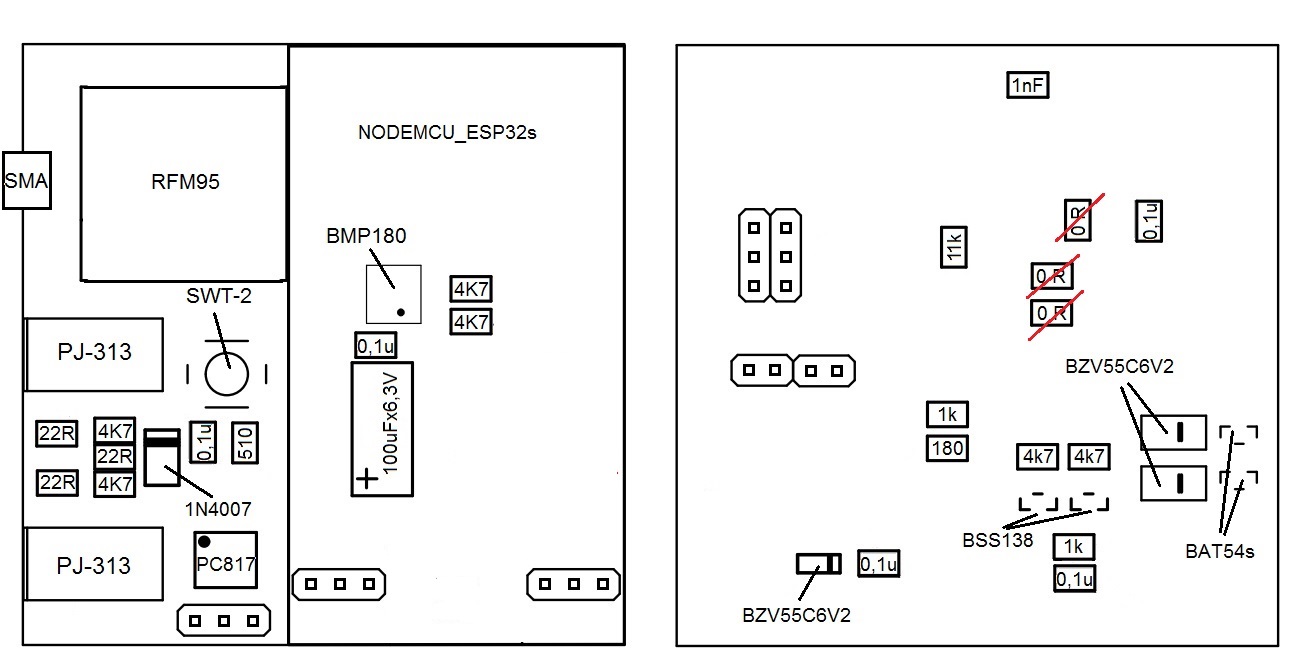 NODEMCU_ESP32s
SMA
RFM95
BMP180
SWT-2
4K7
4K7
0,1u
PJ-313
100uFx6,3V
+
22R
4K7
22R
0,1u
510
22R
4K7
1N4007
PJ-313
PC817
1nF
0 R
0,1u
11k
0 R
0 R
BZV55C6V2
1k
180
4k7
4k7
BSS138
BAT54s
1k
0,1u
0,1u
BZV55C6V2